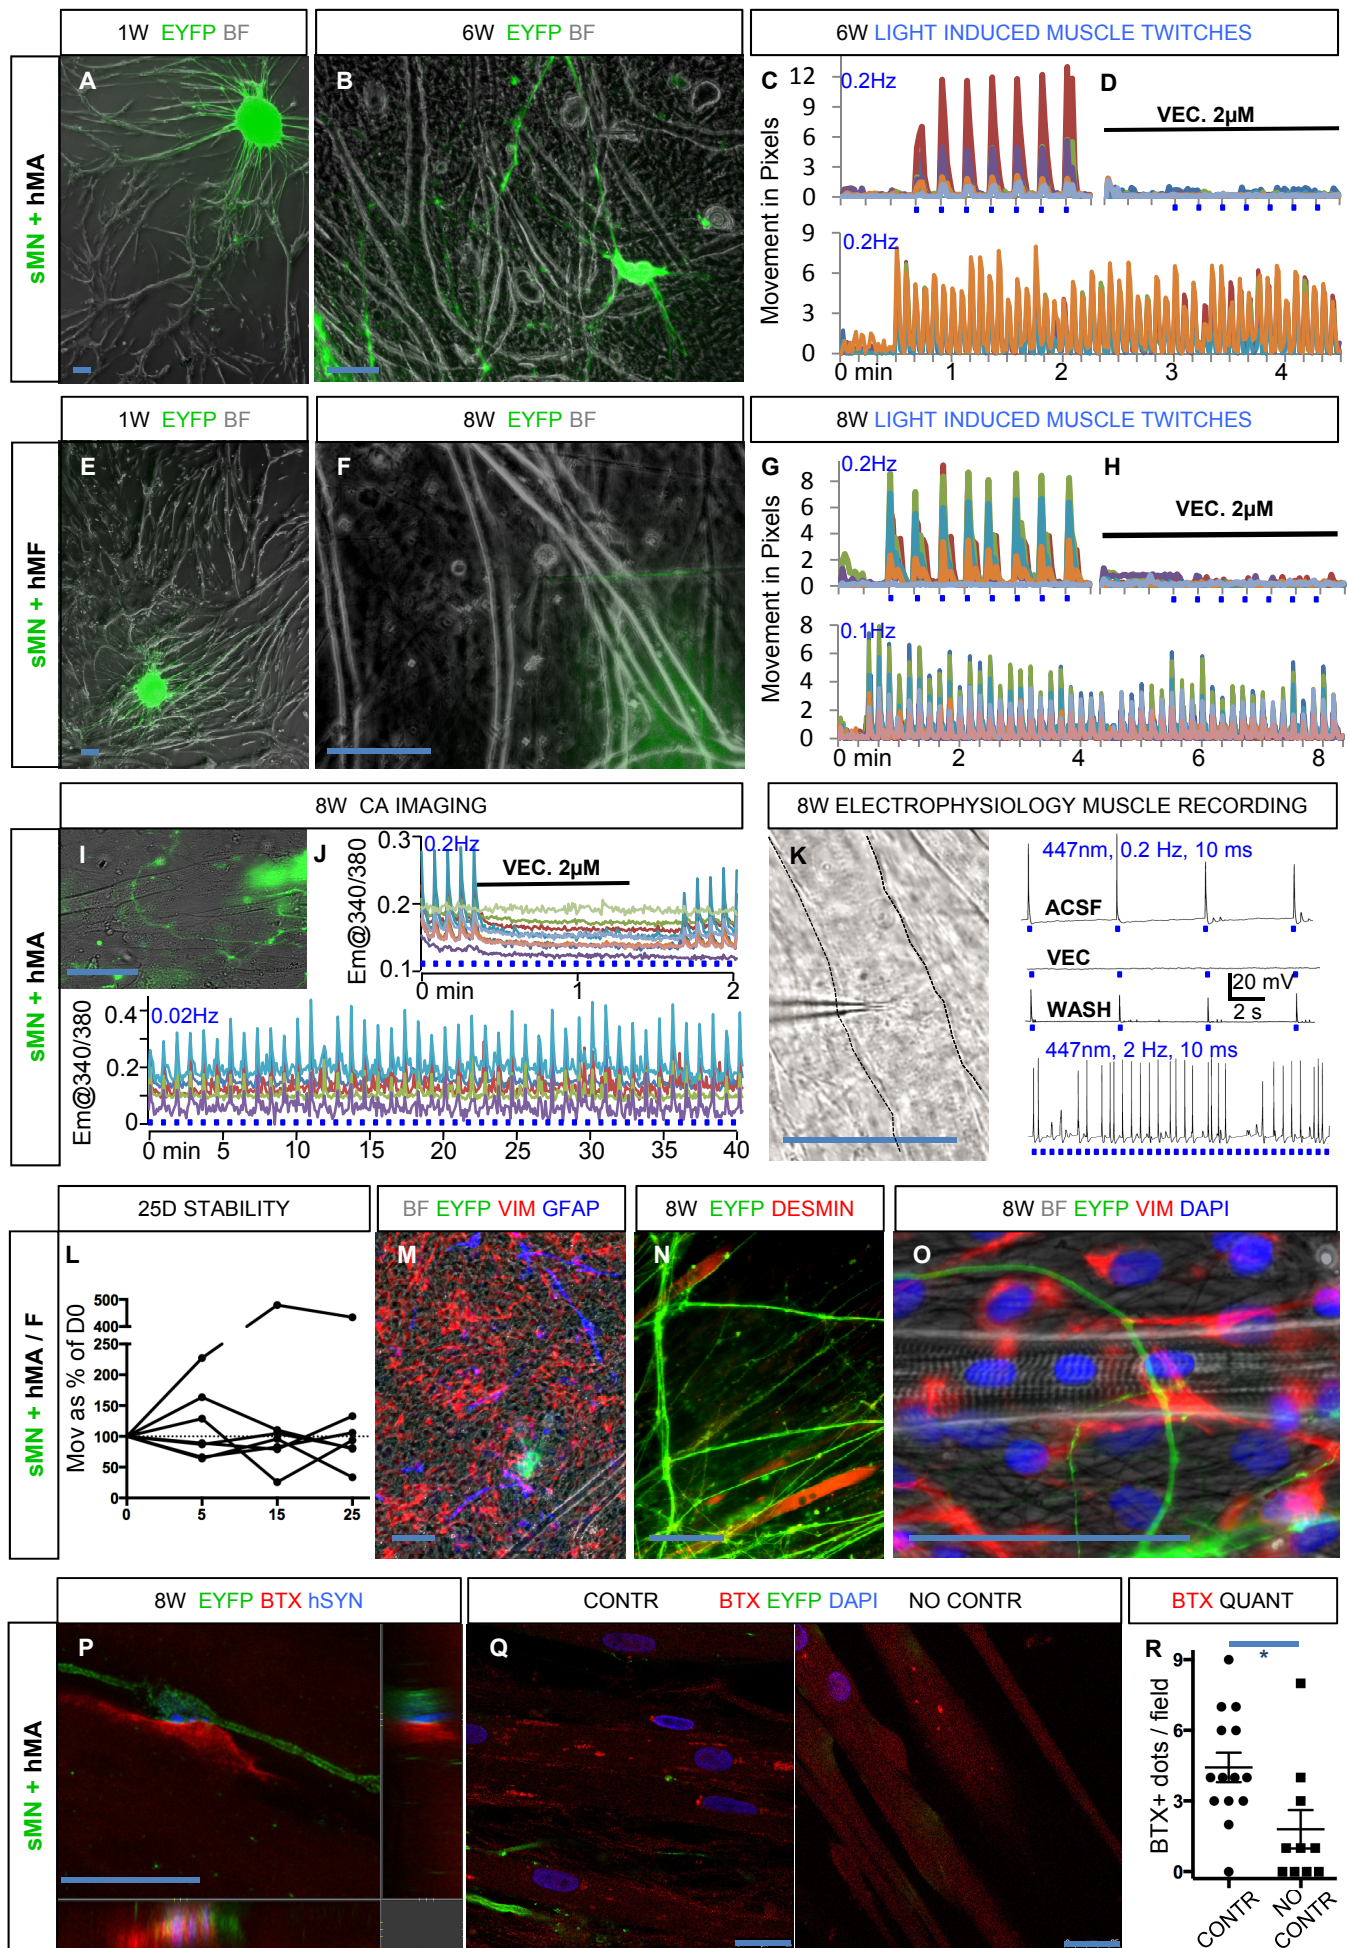 1W EYFP BF
6W EYFP BF
6W LIGHT INDUCED MUSCLE TWITCHES
sMN + hMA
A
B
C
D
0.2Hz
VEC. 2µM
12
9
6
3
0
Movement in Pixels
0.2Hz
9
6
3
0
0 min
1
2
3
4
1W EYFP BF
8W EYFP BF
8W LIGHT INDUCED MUSCLE TWITCHES
sMN + hMF
E
F
G
H
0.2Hz
VEC. 2µM
8
6
4
2
0
Movement in Pixels
0.1Hz
8
6
4
2
0
0 min
2
4
6
8
8W CA IMAGING
8W ELECTROPHYSIOLOGY MUSCLE RECORDING
sMN + hMA
I
J
Em@340/380
0.3
0.2
0.1
0.2Hz
VEC. 2µM
0 min
1
2
Em@340/380
0.4
0.2
0
0.02Hz
0 min
5
10
15
20
25
30
35
40
K
447nm, 0.2 Hz, 10 ms
ACSF
VEC
20 mV
2 s
WASH
447nm, 2 Hz, 10 ms
25D STABILITY
BF EYFP VIM GFAP
8W EYFP DESMIN
8W BF EYFP VIM DAPI
sMN + hMA / F
L
M
N
O
Mov as % of D0
500
400
250
200
150
100
50
0
0
5
15
25
8W EYFP BTX hSYN
CONTR BTX EYFP DAPI NO CONTR
BTX QUANT
sMN + hMA
P
Q
R
*
BTX+ dots / field
9
6
3
0
CONTR
NO CONTR